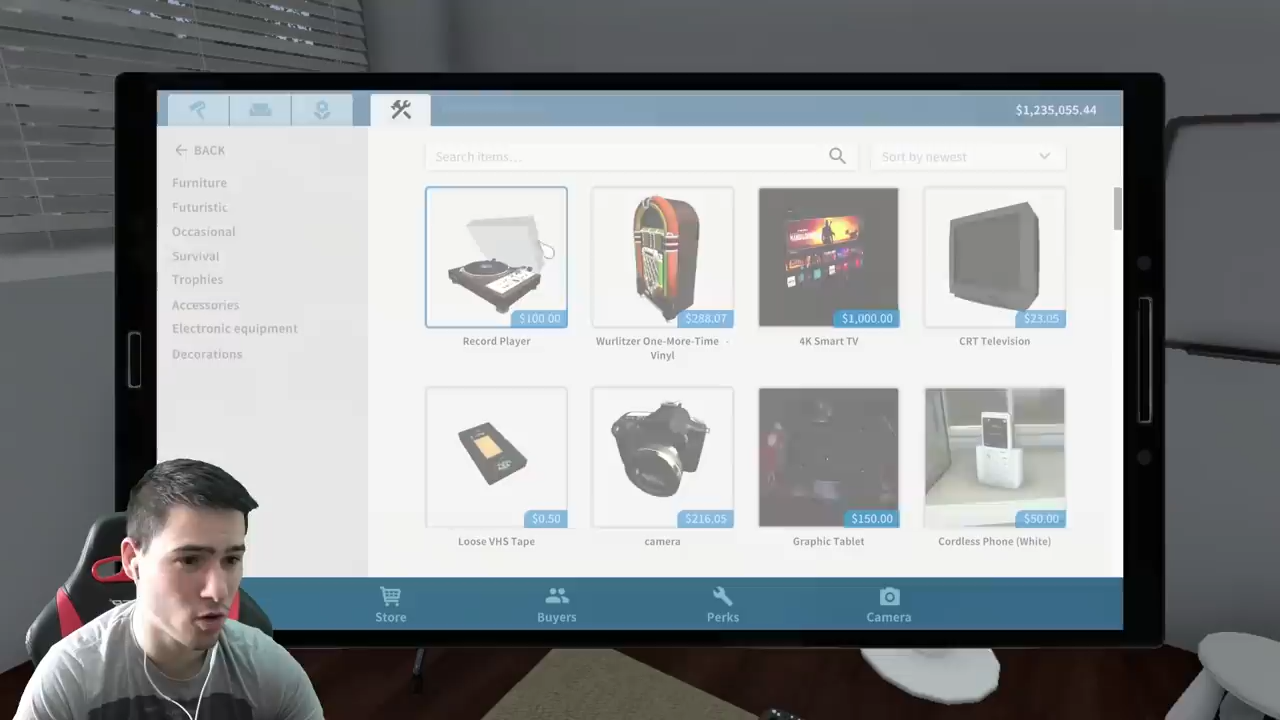 $1,235,055.44
BACK
Search items...
Sort by newest
Furniture
Futuristic
Occasional
Survival
Trophies
Accessories
Electronic equipment
Decorations
$100.00
$288.07
$1,000.00
$23.05
Record Player
Wurlitzer One-More-Time -
Vinyl
4K Smart TV
CRT Television
$0.50
$216.05
$150.00
$50.00
Loose VHS Tape
camera
Graphic Tablet
Cordless Phone (White)
Store
Buyers
Perks
Camera